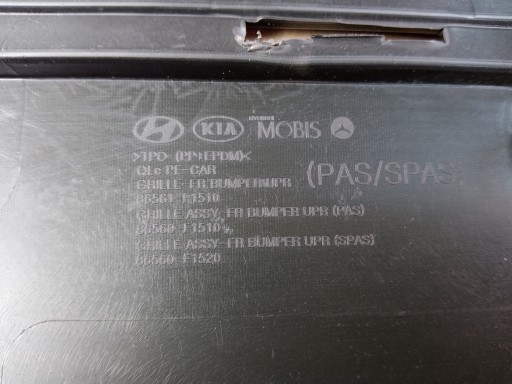 HYUNDAI
KIA MOBIS
>TPO (PP+EPDM)<
QLe PE-CAR
GRILLE-FR BUMPER UPR (PAS/SPAS)
86561-F1510
GRILLE ASSY-FR BUMPER UPR (PAS)
86560-F1510
GRILLE ASSY-FR BUMPER UPR (SPAS)
86560-F1520